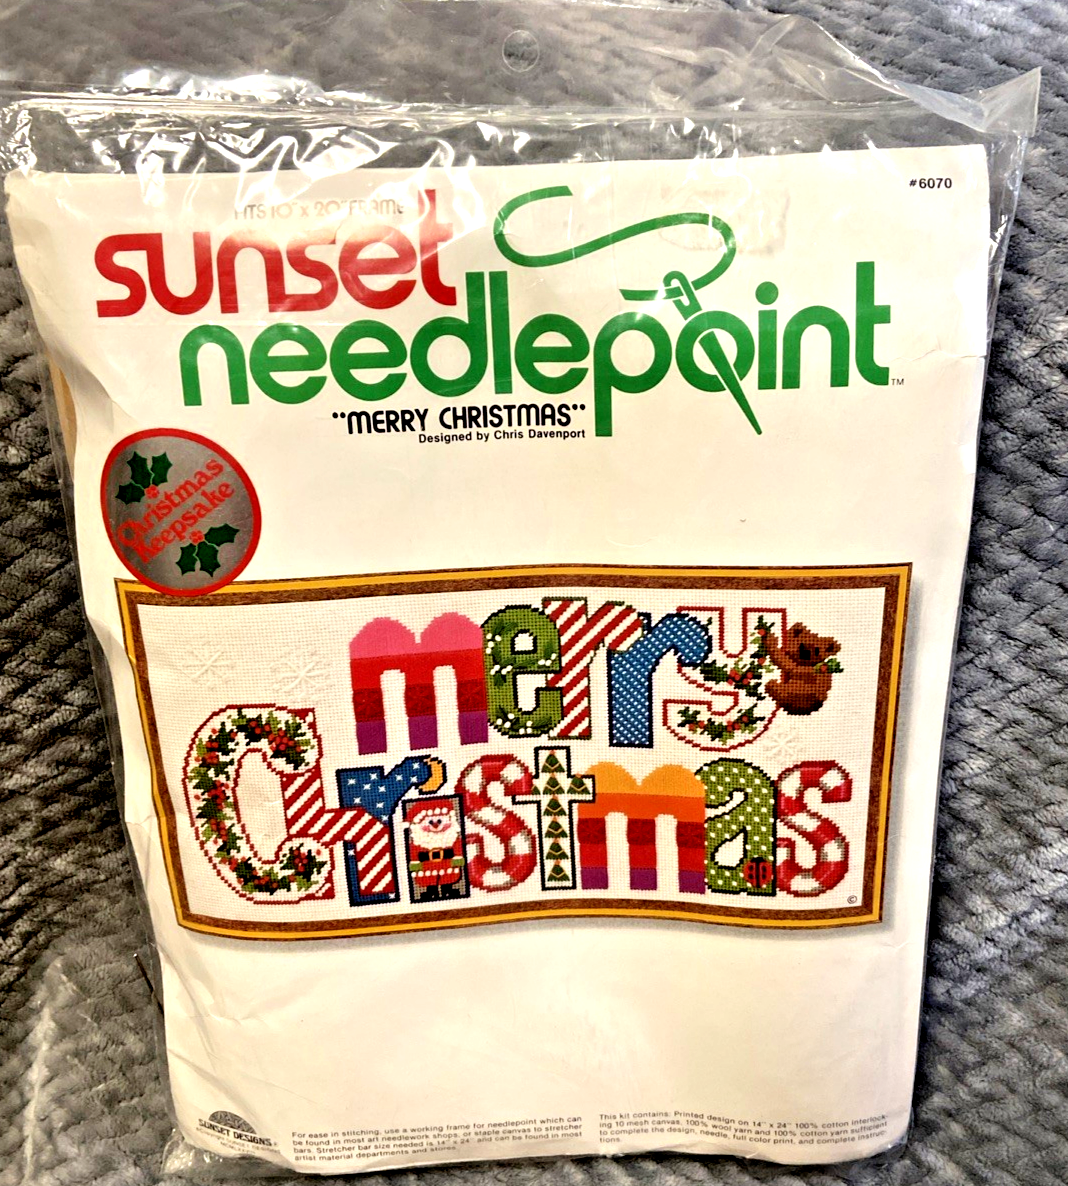 #6070
FITS 10" x 20" FRAME
sunset
needlepoint™
"MERRY CHRISTMAS"
Designed by Chris Davenport
Christmas
Keepsake
merry
Christmas
©
SUNSET DESIGNS
For ease in stitching, use a working frame for needlepoint which can
be found in most art needlework shops, or staple canvas to stretcher
bars. Stretcher bar size needed is 14" x 24" and can be found in most
artist material departments and stores.
This kit contains: Printed design on 14" x 24" 100% cotton interlock-
ing 10 mesh canvas, 100% wool yarn and 100% cotton yarn sufficient
to complete the design, needle, full color print, and complete instruc-
tions.